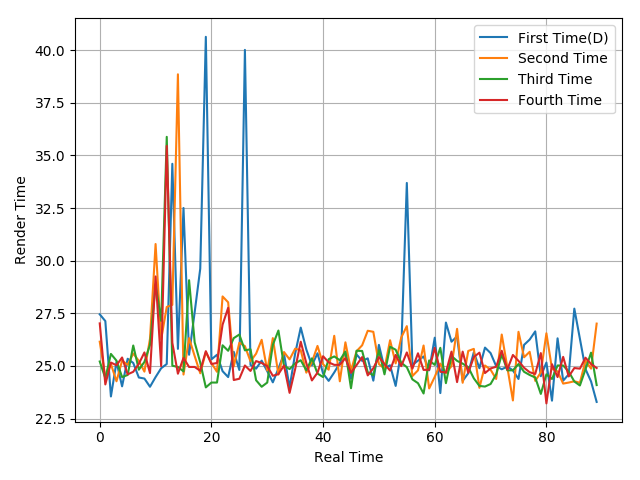 40.0
37.5
35.0
32.5
30.0
27.5
25.0
22.5
Render Time
0
20
40
60
80
Real Time
First Time(D)
Second Time
Third Time
Fourth Time